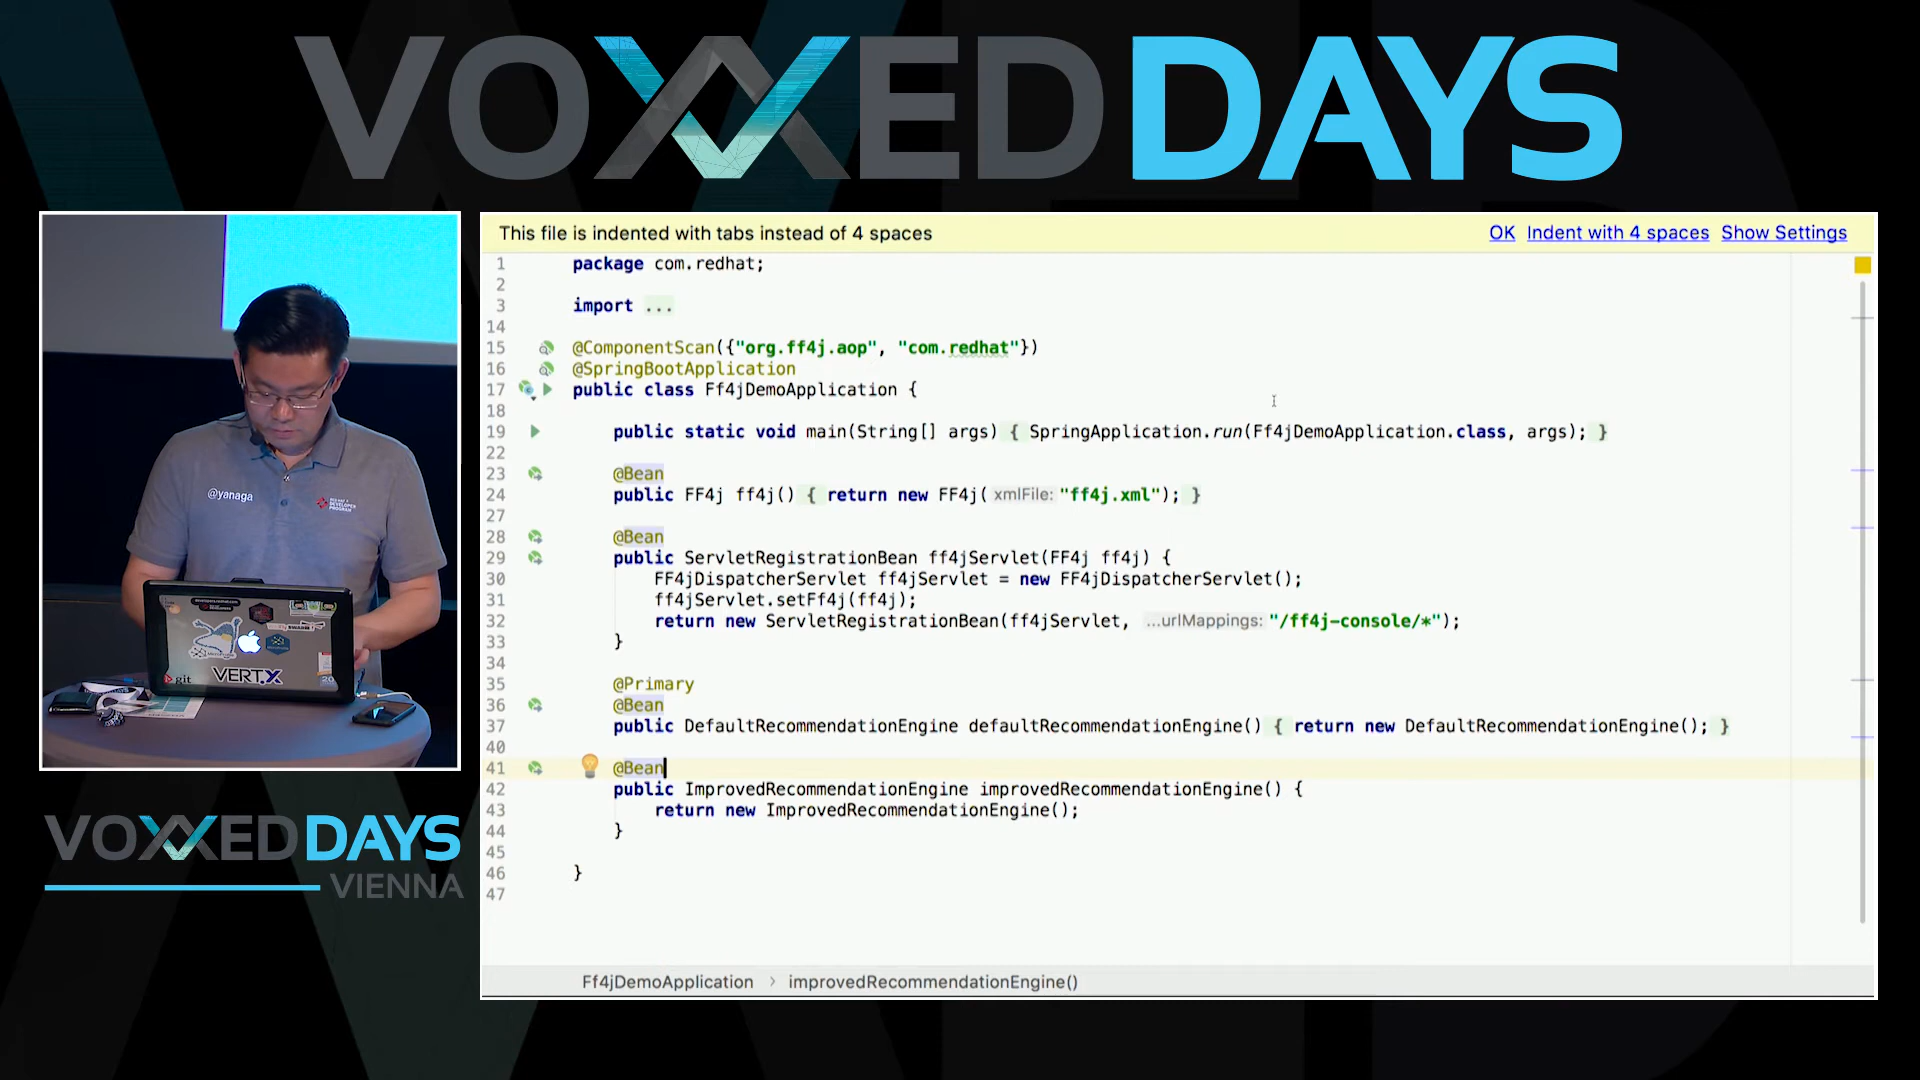 VOXXED DAYS
This file is indented with tabs instead of 4 spaces OK Indent with 4 spaces Show Settings
1 package com.redhat;
2
3 import ...
14
15 @ComponentScan({"org.ff4j.aop", "com.redhat"})
16 @SpringBootApplication
17 public class Ff4jDemoApplication {
18
19 public static void main(String[] args) { SpringApplication.run(Ff4jDemoApplication.class, args); }
22
23 @Bean
24 public FF4j ff4j() { return new FF4j( xmlFile: "ff4j.xml"); }
27
28 @Bean
29 public ServletRegistrationBean ff4jServlet(FF4j ff4j) {
30 FF4jDispatcherServlet ff4jServlet = new FF4jDispatcherServlet();
31 ff4jServlet.setFf4j(ff4j);
32 return new ServletRegistrationBean(ff4jServlet, ...urlMappings: "/ff4j-console/*");
33 }
34
35 @Primary
36 @Bean
37 public DefaultRecommendationEngine defaultRecommendationEngine() { return new DefaultRecommendationEngine(); }
40
41 @Bean
42 public ImprovedRecommendationEngine improvedRecommendationEngine() {
43 return new ImprovedRecommendationEngine();
44 }
45
46 }
47
Ff4jDemoApplication > improvedRecommendationEngine()
@yanaga
RED HAT
DEVELOPER
PROGRAM
git
VERT.X
20
VOXXED DAYS
VIENNA